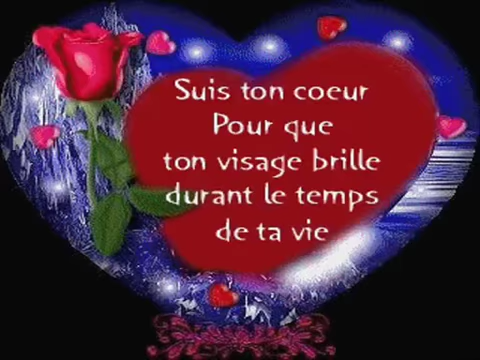 Suis ton coeur
Pour que
ton visage brille
durant le temps
de ta vie